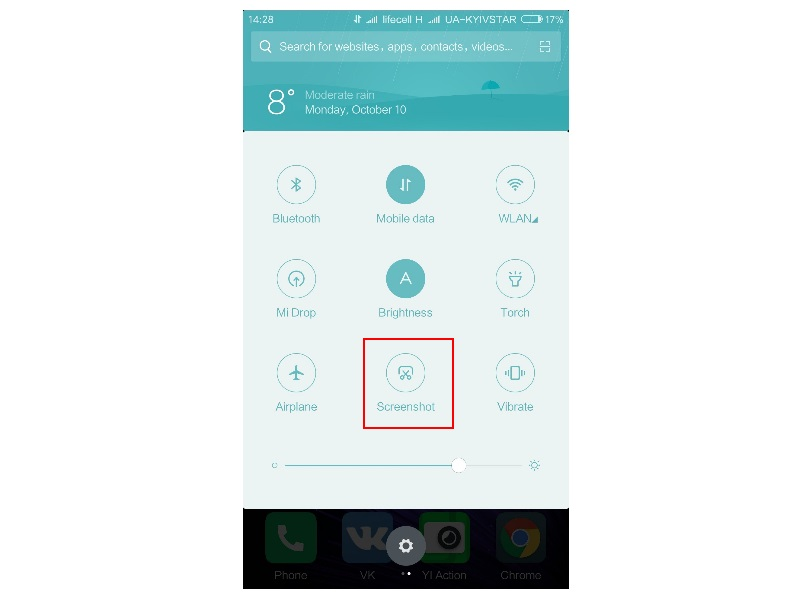 14:28 lifecell H UA-KYIVSTAR 17%
Search for websites, apps, contacts, videos...
8° Moderate rain
Monday, October 10
Bluetooth Mobile data WLAN
Mi Drop Brightness Torch
A
Airplane Screenshot Vibrate
Phone VK YI Action Chrome